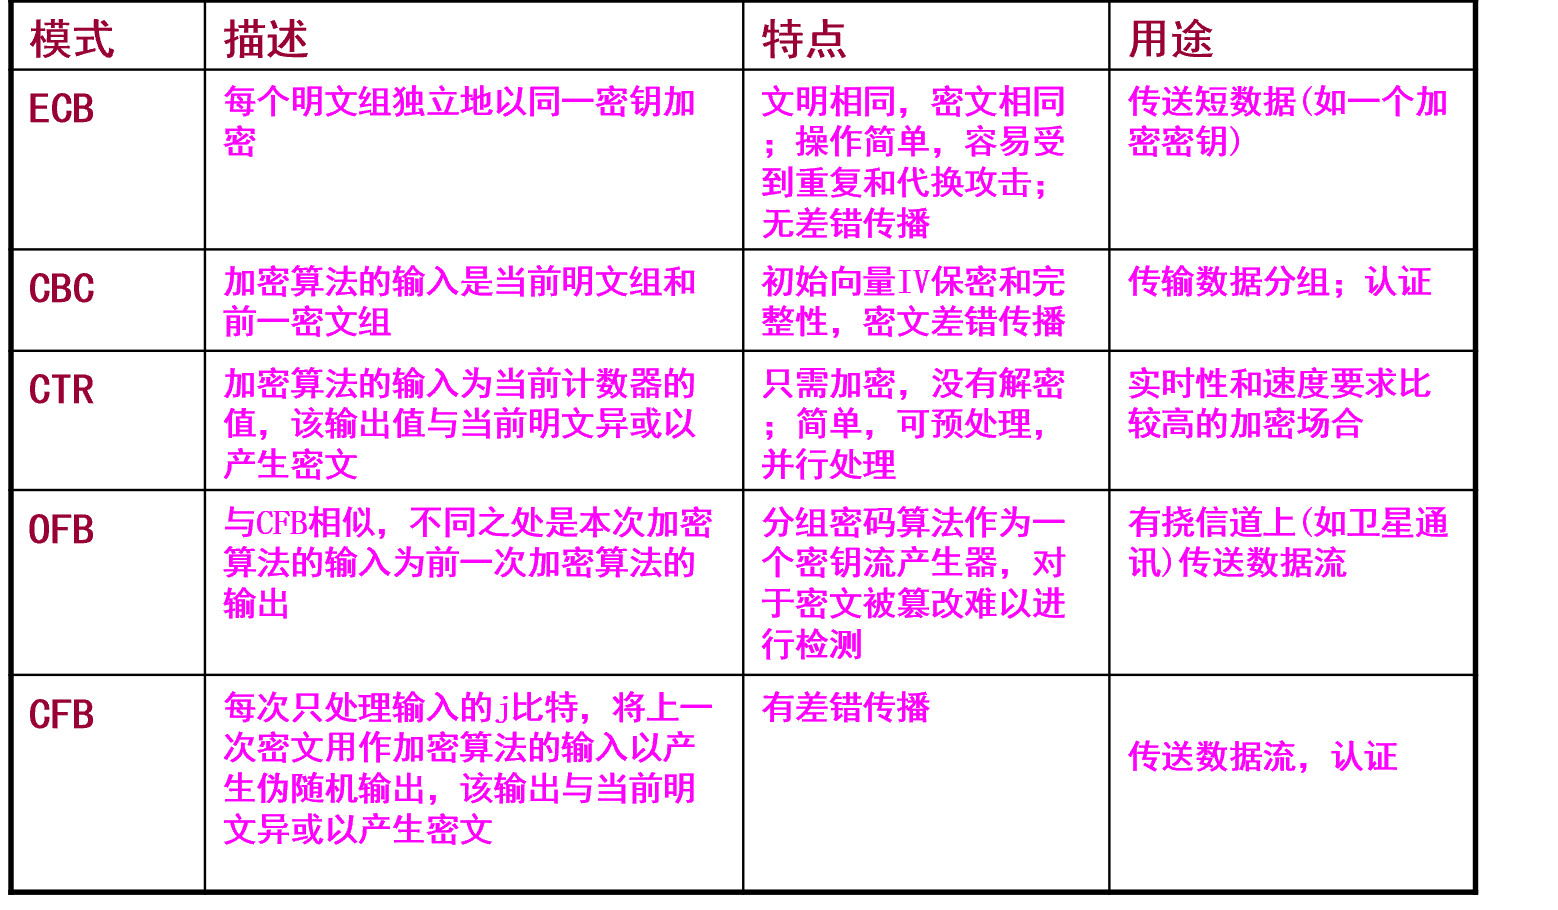 模式
描述
特点
用途
ECB
每个明文组独立地以同一密钥加
密
文明相同，密文相同
；操作简单，容易受
到重复和代换攻击；
无差错传播
传送短数据(如一个加
密密钥)
CBC
加密算法的输入是当前明文组和
前一密文组
初始向量IV保密和完
整性，密文差错传播
传输数据分组；认证
CTR
加密算法的输入为当前计数器的
值，该输出值与当前明文异或以
产生密文
只需加密，没有解密
；简单，可预处理，
并行处理
实时性和速度要求比
较高的加密场合
OFB
与CFB相似，不同之处是本次加密
算法的输入为前一次加密算法的
输出
分组密码算法作为一
个密钥流产生器，对
于密文被篡改难以进
行检测
有挠信道上(如卫星通
讯)传送数据流
CFB
每次只处理输入的j比特，将上一
次密文用作加密算法的输入以产
生伪随机输出，该输出与当前明
文异或以产生密文
有差错传播
传送数据流，认证